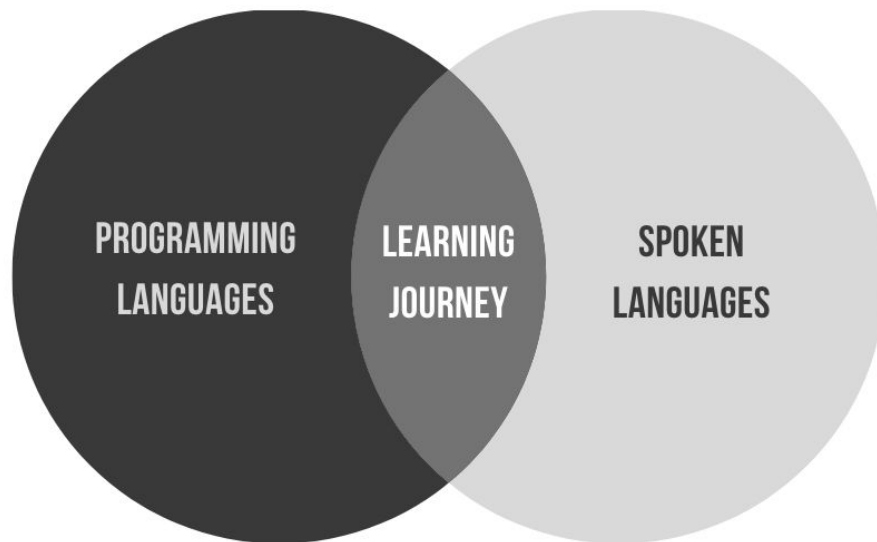 PROGRAMMING
LANGUAGES
LEARNING
JOURNEY
SPOKEN
LANGUAGES